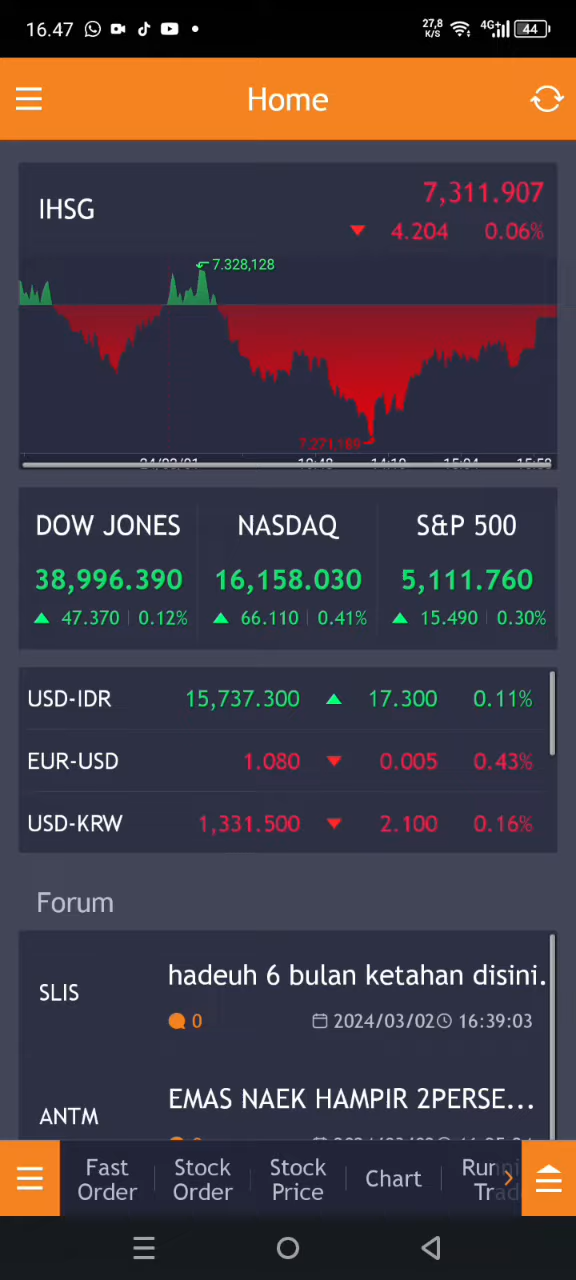 16.47
27,8 K/S
4G+
44
Home
IHSG
7,311.907
4.204 0.06%
7.328,128
7.271,189
DOW JONES NASDAQ S&P 500
38,996.390 16,158.030 5,111.760
47.370 0.12% 66.110 0.41% 15.490 0.30%
USD-IDR 15,737.300 17.300 0.11%
EUR-USD 1.080 0.005 0.43%
USD-KRW 1,331.500 2.100 0.16%
Forum
SLIS
hadeuh 6 bulan ketahan disini.
0 2024/03/02 16:39:03
ANTM
EMAS NAEK HAMPIR 2PERSE...
Fast Order
Stock Order
Stock Price
Chart